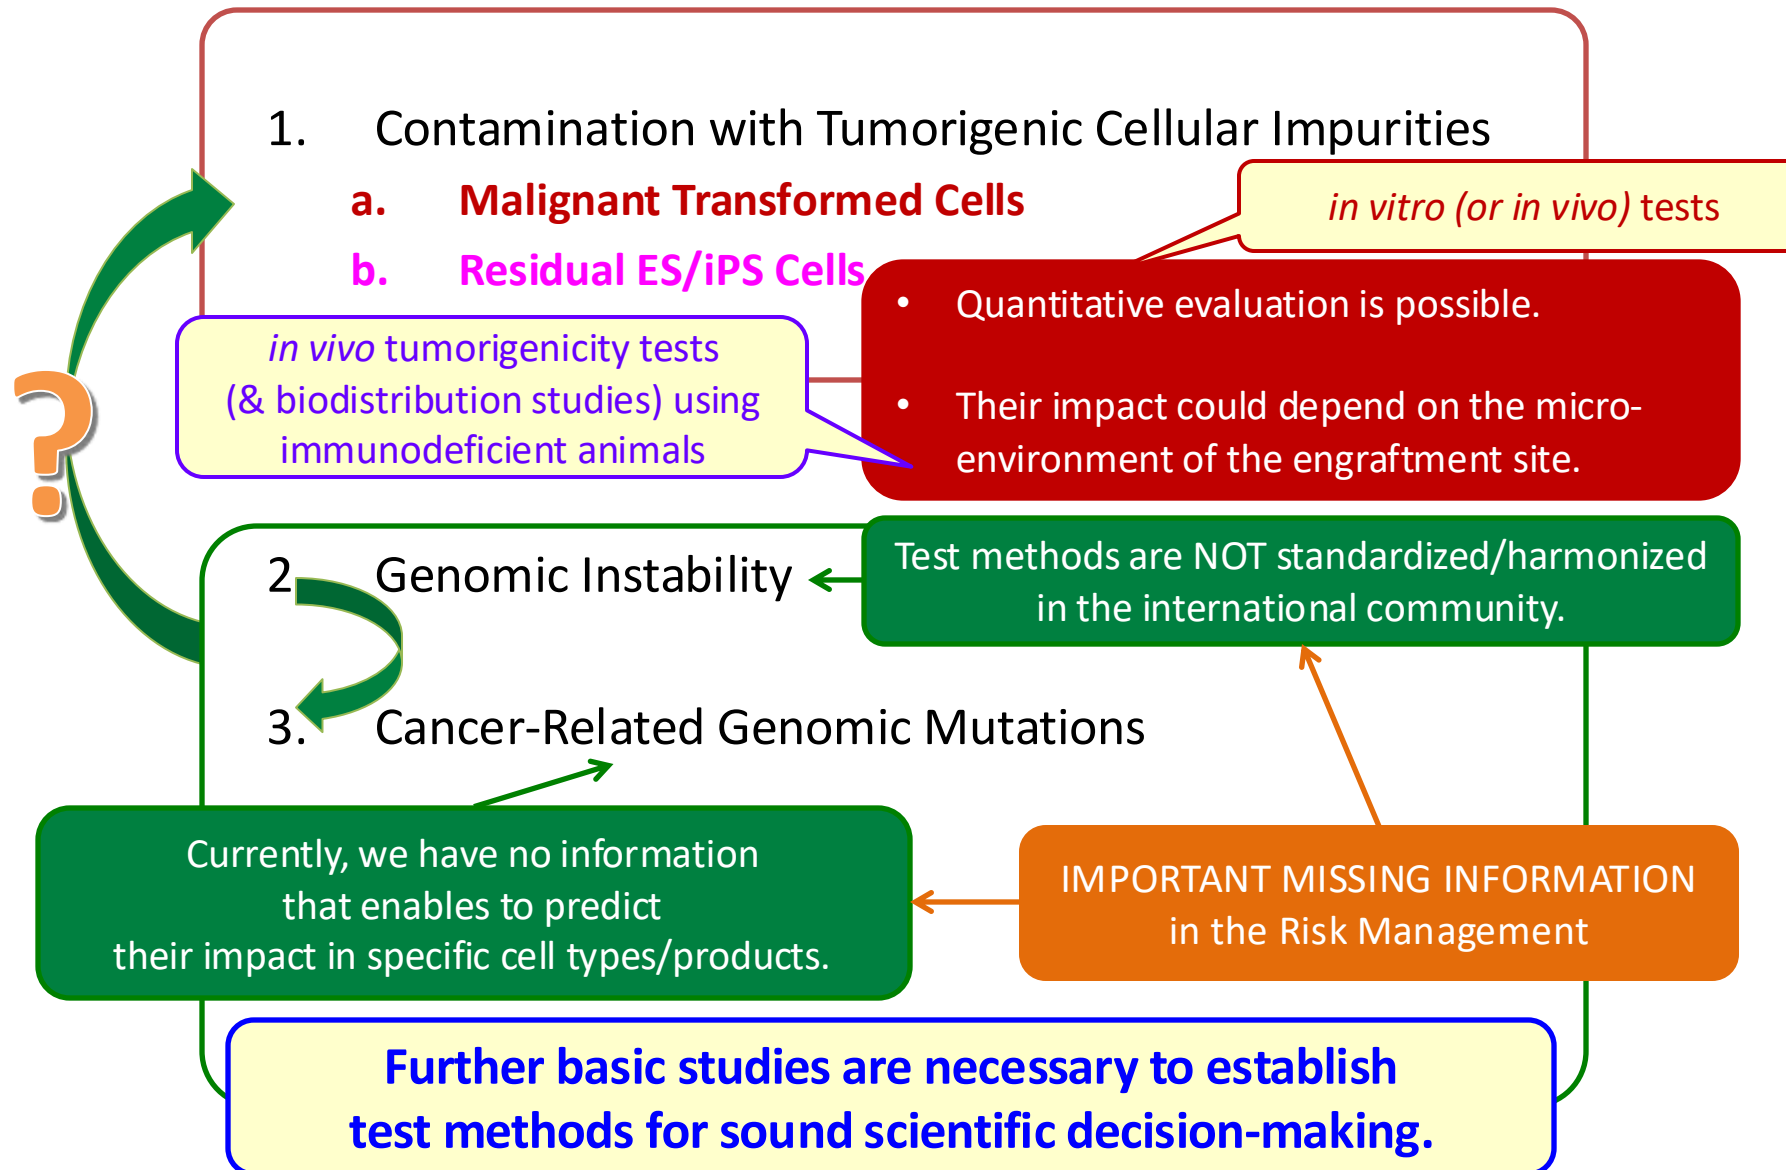 1. Contamination with Tumorigenic Cellular Impurities
a. Malignant Transformed Cells
b. Residual ES/iPS Cells
in vitro (or in vivo) tests
• Quantitative evaluation is possible.
• Their impact could depend on the micro-
environment of the engraftment site.
in vivo tumorigenicity tests
(& biodistribution studies) using
immunodeficient animals
?
2 Genomic Instability
Test methods are NOT standardized/harmonized
in the international community.
3. Cancer-Related Genomic Mutations
Currently, we have no information
that enables to predict
their impact in specific cell types/products.
IMPORTANT MISSING INFORMATION
in the Risk Management
Further basic studies are necessary to establish
test methods for sound scientific decision-making.